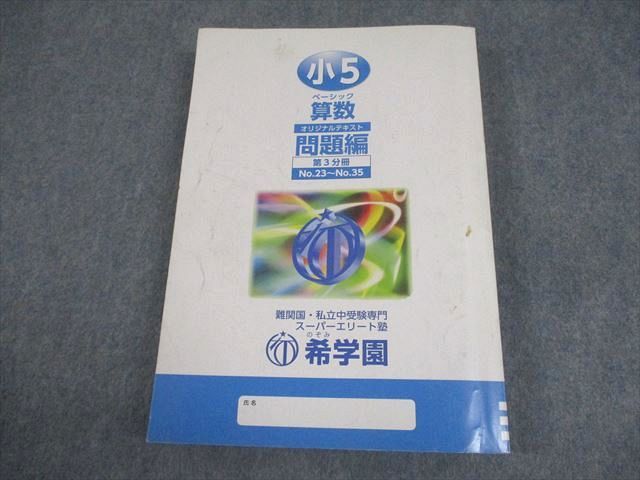 小5
ベーシック
算数
オリジナルテキスト
問題編
第3分冊
No.23〜No.35
難関国・私立中受験専門
スーパーエリート塾
のぞみ
希学園
氏名